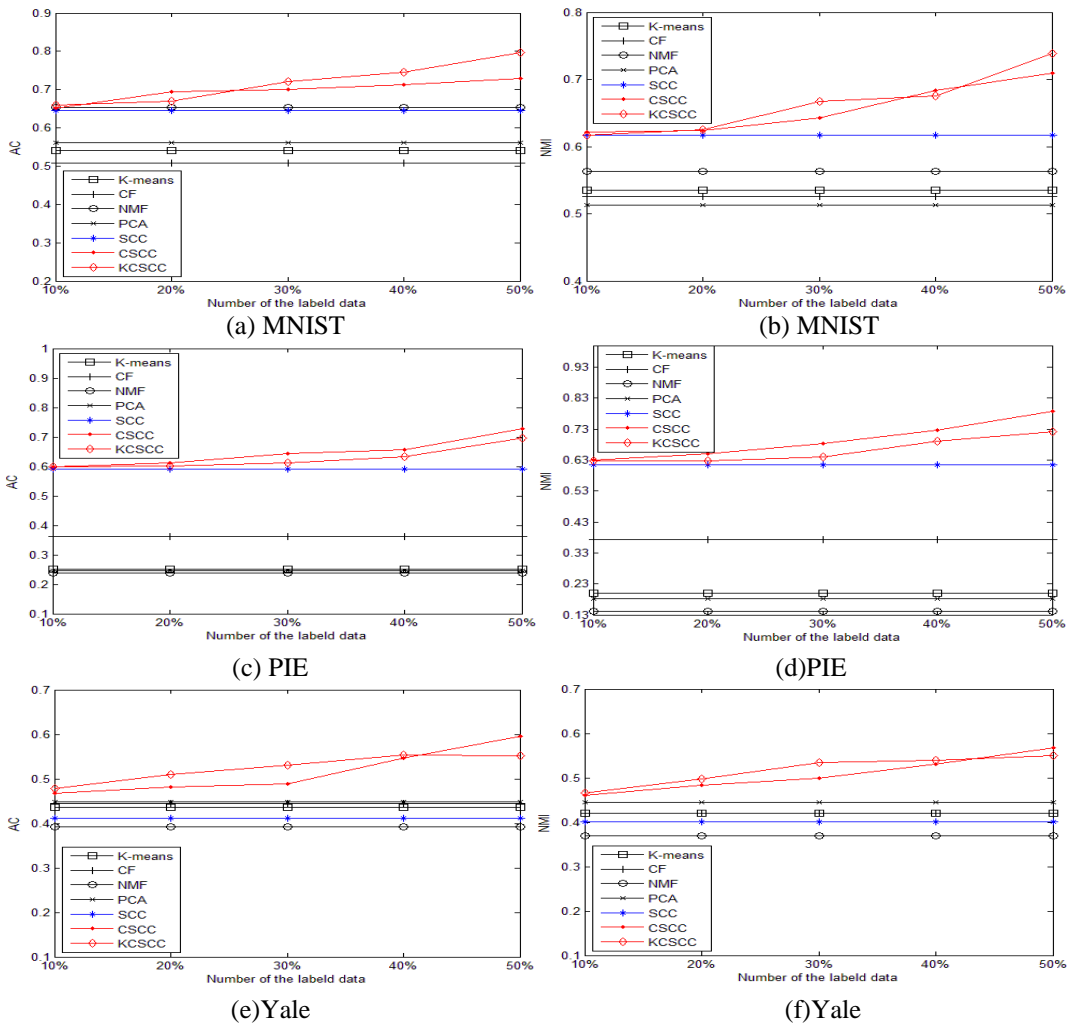 0.9
0.8
0.7
0.6
0.5
0.4
0.3
0.2
AC
K-means
CF
NMF
PCA
SCC
CSCC
KCSCC
10%
20%
30%
40%
50%
Number of the labeld data
(a) MNIST
0.8
0.7
0.6
0.5
0.4
NMI
K-means
CF
NMF
PCA
SCC
CSCC
KCSCC
10%
20%
30%
40%
50%
Number of the labeld data
(b) MNIST
1
0.9
0.8
0.7
0.6
0.5
0.4
0.3
0.2
0.1
AC
K-means
CF
NMF
PCA
SCC
CSCC
KCSCC
10%
20%
30%
40%
50%
Number of the labeld data
(c) PIE
0.93
0.83
0.73
0.63
0.53
0.43
0.33
0.23
0.13
NMI
K-means
CF
NMF
PCA
SCC
CSCC
KCSCC
10%
20%
30%
40%
50%
Number of the labeld data
(d)PIE
0.7
0.6
0.5
0.4
0.3
0.2
0.1
AC
K-means
CF
NMF
PCA
SCC
CSCC
KCSCC
10%
20%
30%
40%
50%
Number of the labeld data
(e)Yale
0.7
0.6
0.5
0.4
0.3
0.2
0.1
NMI
K-means
CF
NMF
PCA
SCC
CSCC
KCSCC
10%
20%
30%
40%
50%
Number of the labeld data
(f)Yale